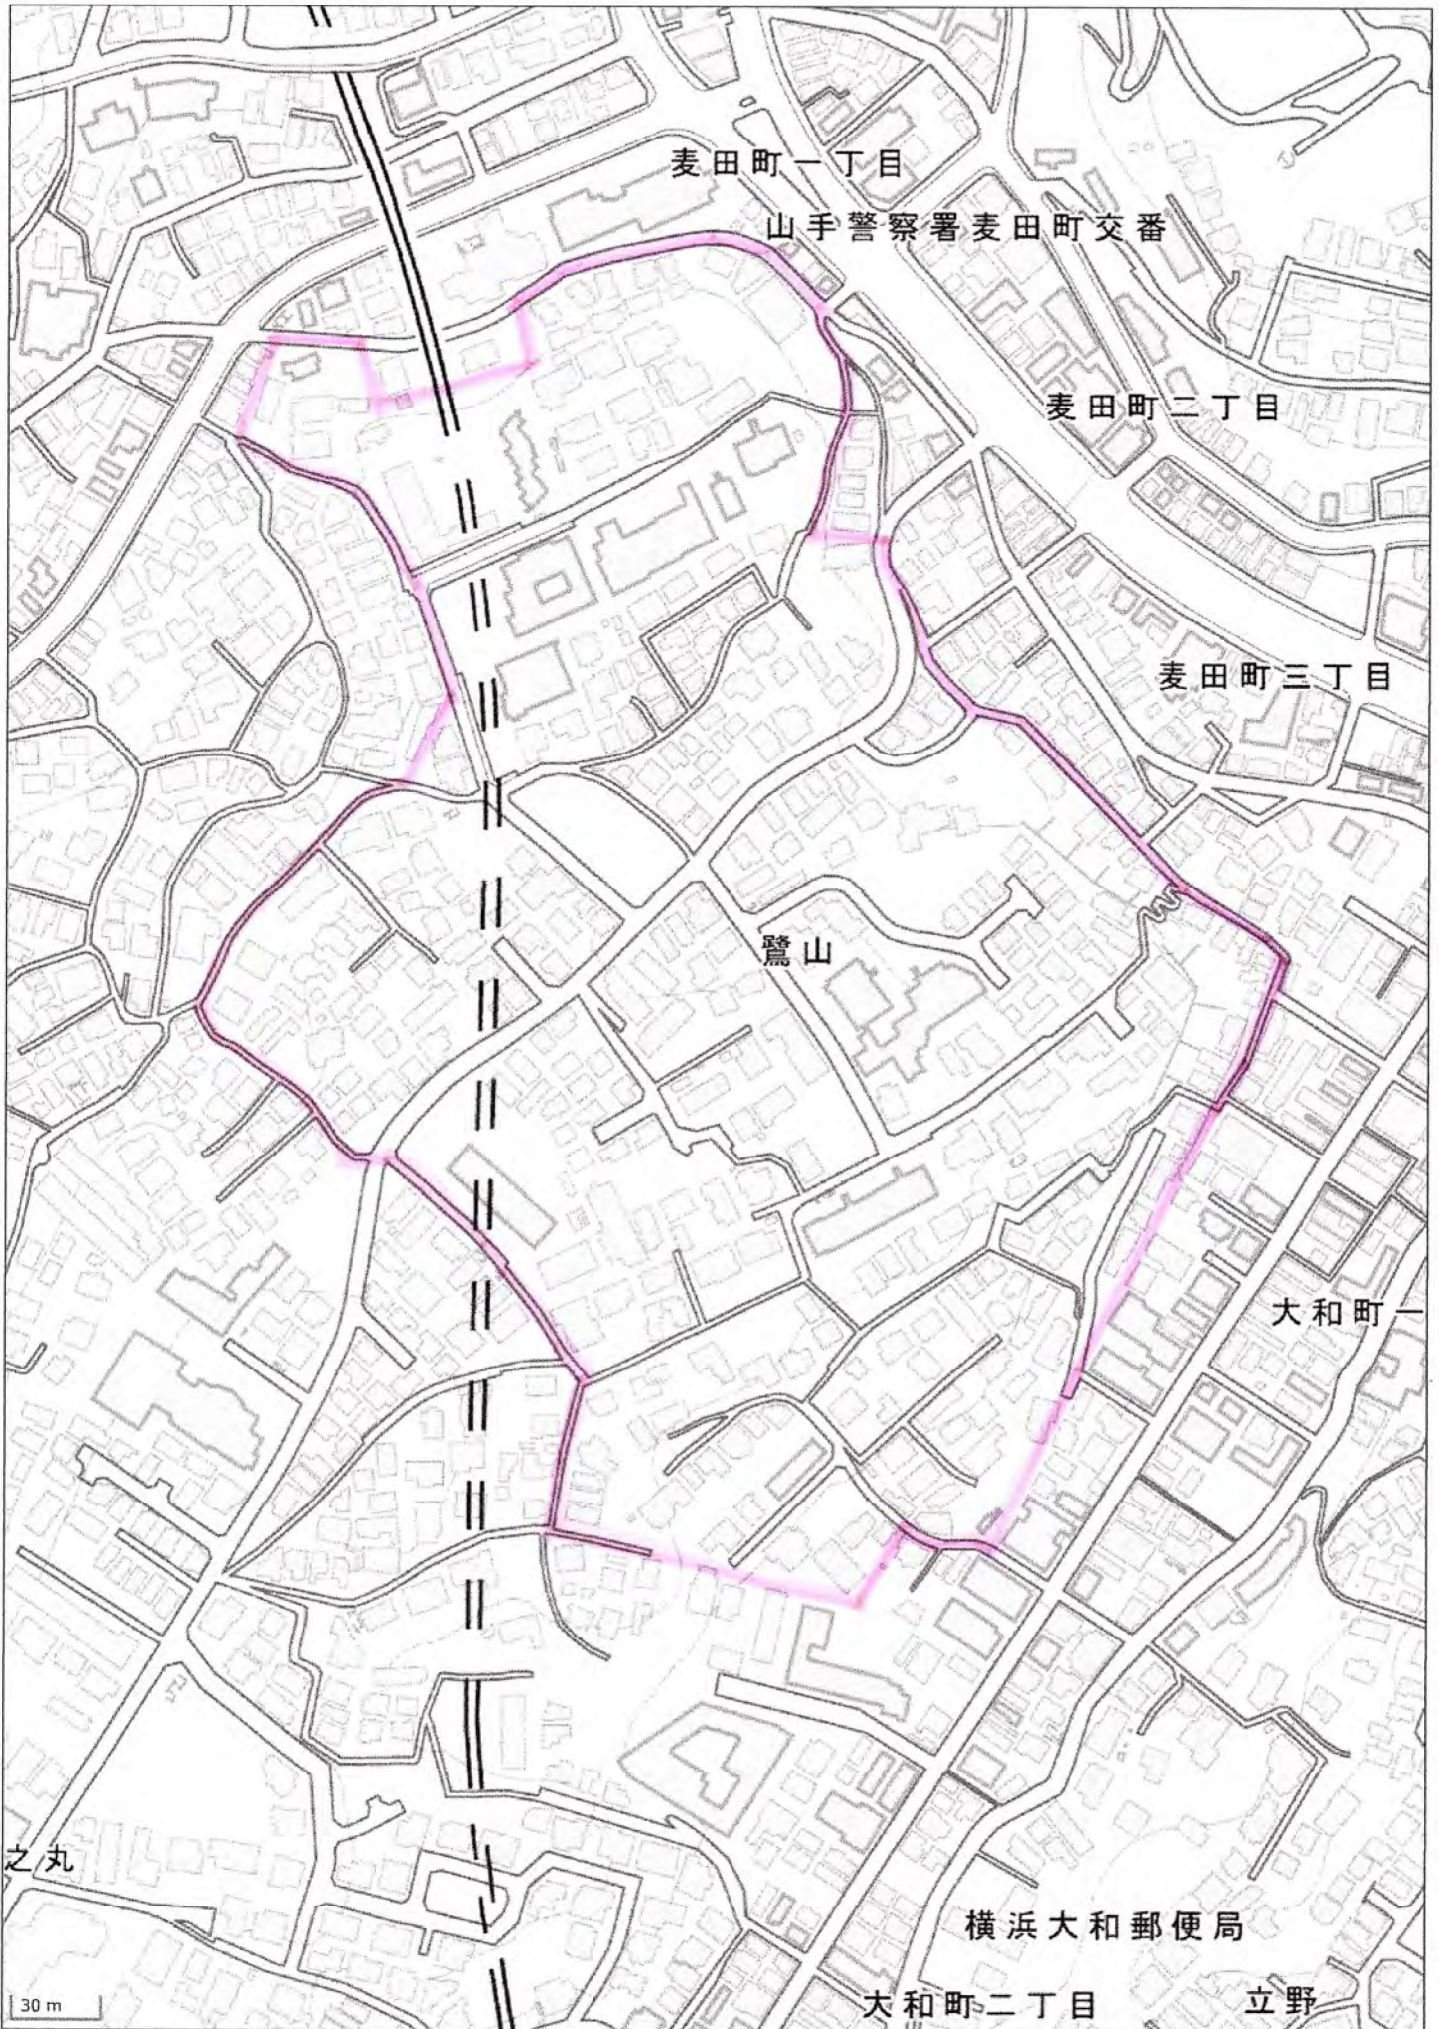 麦田町一丁目
山手警察署麦田町交番
麦田町二丁目
麦田町三丁目
鷺山
大和町一
之丸
横浜大和郵便局
大和町二丁目
立野
30 m